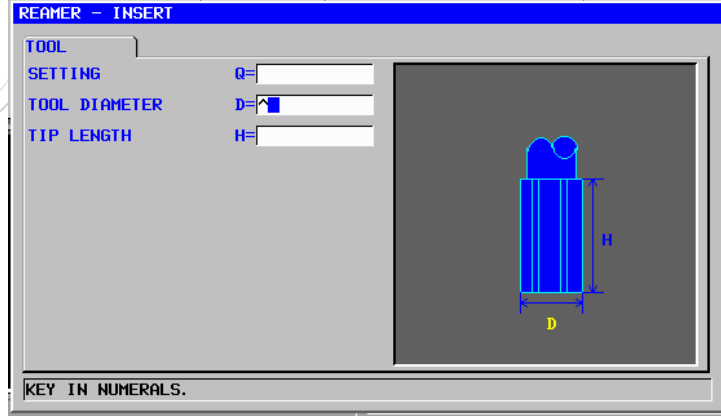 REAMER - INSERT
TOOL
SETTING Q=
TOOL DIAMETER D=^
TIP LENGTH H=
H
D
KEY IN NUMERALS.